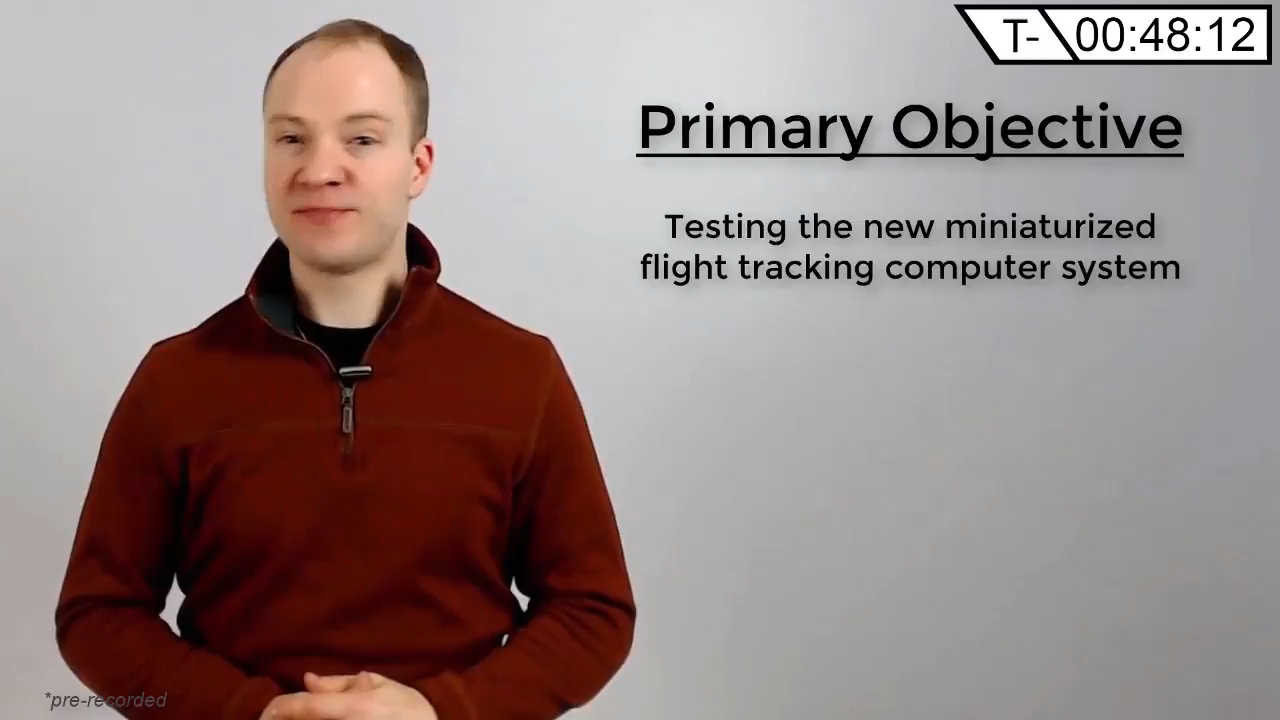 T- 00:48:12
Primary Objective
Testing the new miniaturized
flight tracking computer system
*pre-recorded